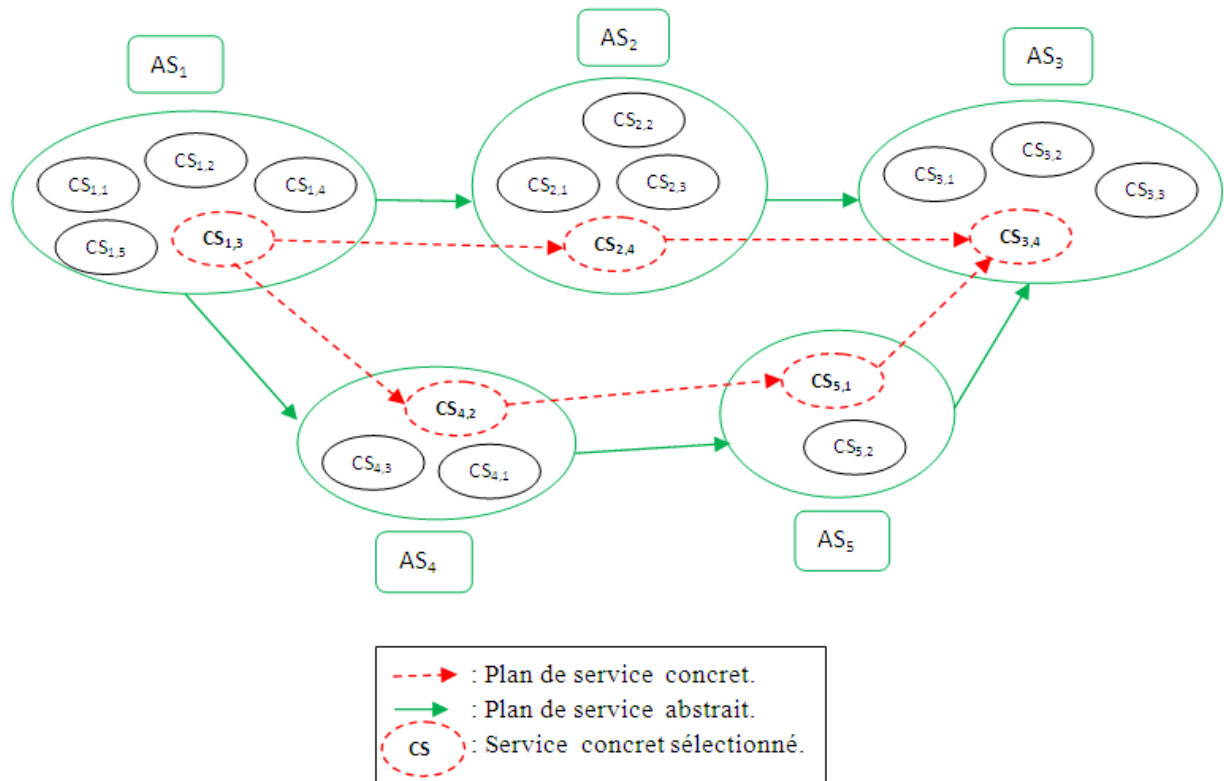 AS1
AS2
AS3
CS1,1
CS1,2
CS1,4
CS1,5
CS1,3
CS2,2
CS2,1
CS2,3
CS2,4
CS3,1
CS3,2
CS3,3
CS3,4
CS4,2
CS4,3
CS4,1
CS5,1
CS5,2
AS4
AS5
: Plan de service concret.
: Plan de service abstrait.
CS : Service concret sélectionné.